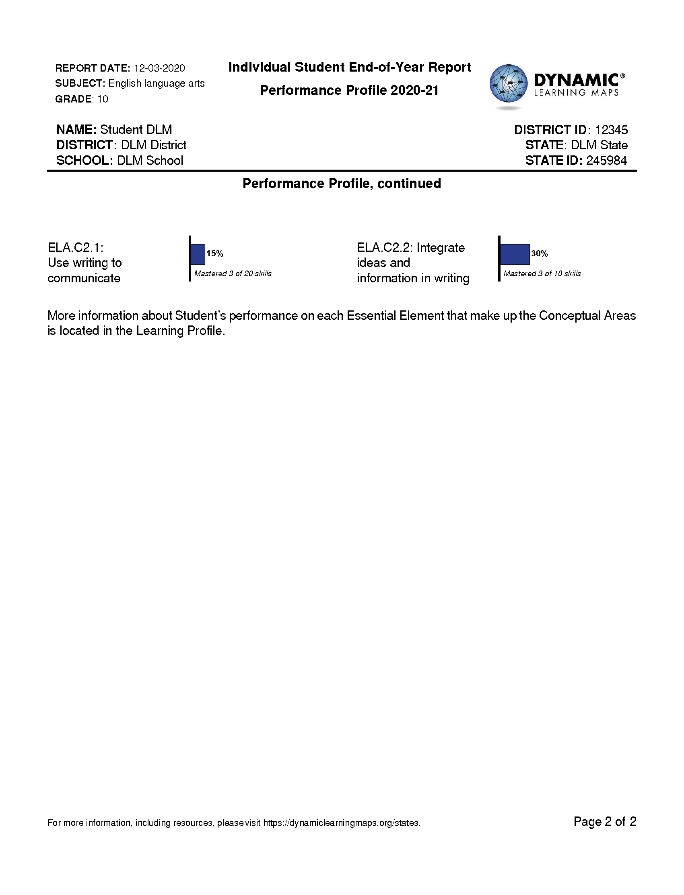 REPORT DATE: 12-03-2020
SUBJECT: English language arts
GRADE: 10
Individual Student End-of-Year Report
Performance Profile 2020-21
DYNAMIC®
LEARNING MAPS
NAME: Student DLM
DISTRICT: DLM District
SCHOOL: DLM School
DISTRICT ID: 12345
STATE: DLM State
STATE ID: 245984
Performance Profile, continued
ELA.C2.1:
Use writing to
communicate
15%
Mastered 3 of 20 skills
ELA.C2.2: Integrate
ideas and
information in writing
30%
Mastered 3 of 10 skills
More information about Student's performance on each Essential Element that make up the Conceptual Areas
is located in the Learning Profile.
For more information, including resources, please visit https://dynamiclearningmaps.org/states.
Page 2 of 2